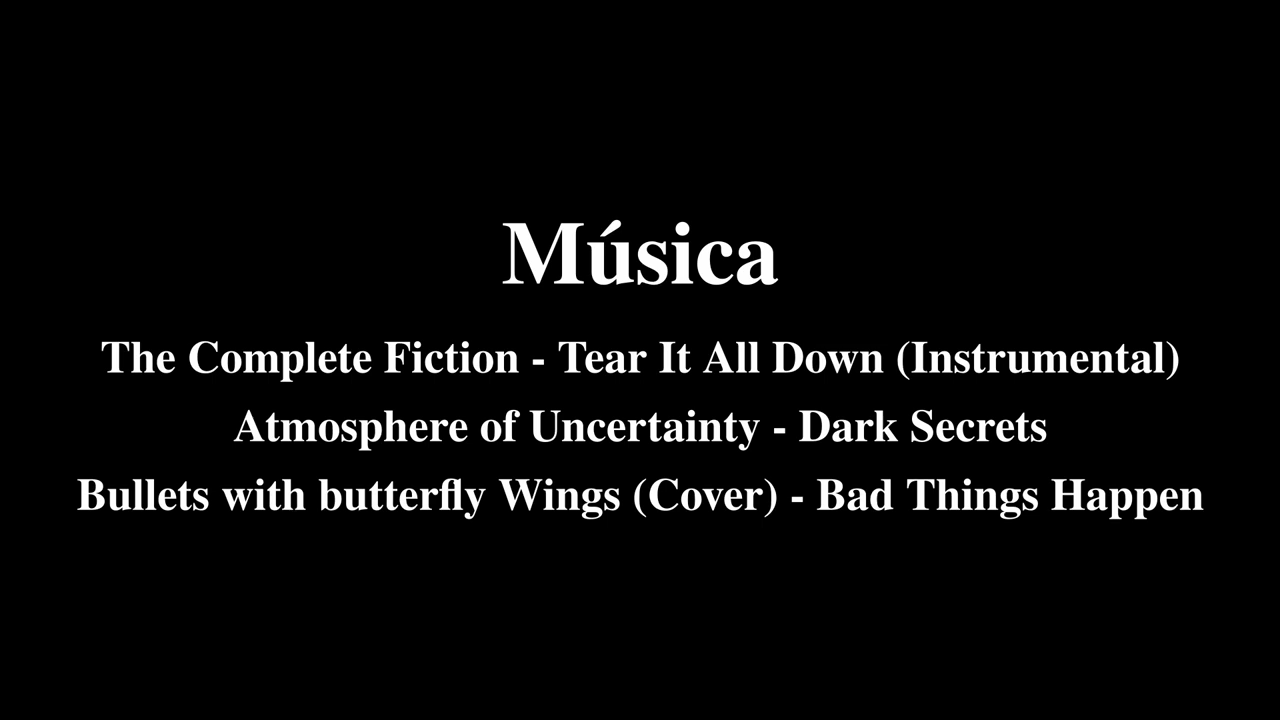 Música
The Complete Fiction - Tear It All Down (Instrumental)
Atmosphere of Uncertainty - Dark Secrets
Bullets with butterfly Wings (Cover) - Bad Things Happen